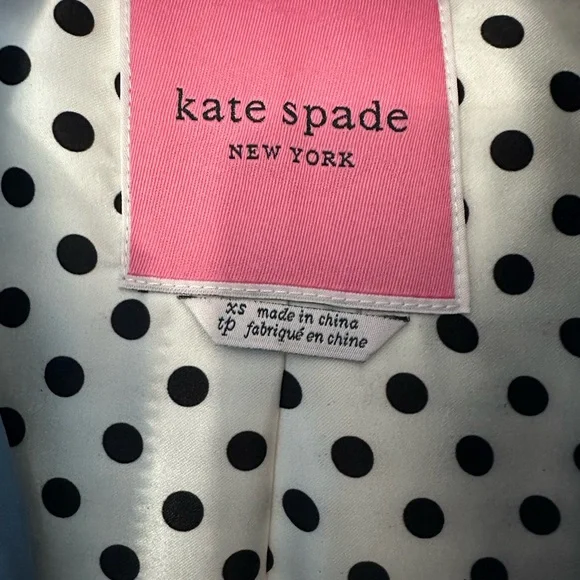 kate spade
NEW YORK
xs made in china
tp fabriqué en chine